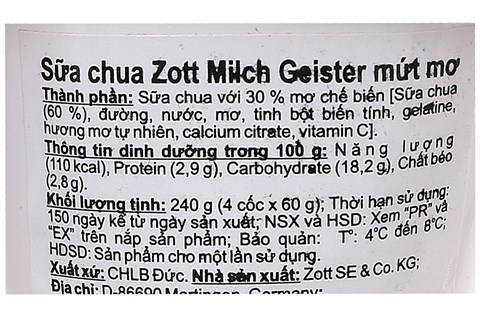 Sữa chua Zott Milch Geister mứt mơ
Thành phần: Sữa chua với 30 % mơ chế biến [Sữa chua
(60 %), đường, nước, mơ, tinh bột biến tính, gelatine,
hương mơ tự nhiên, calcium citrate, vitamin C].
Thông tin dinh dưỡng trong 100 g: Năng lượng
(110 kcal), Protein (2,9 g), Carbohydrate (18,2 g), Chất béo
(2,8 g).
Khối lượng tịnh: 240 g (4 cốc x 60 g); Thời hạn sử dụng:
150 ngày kể từ ngày sản xuất; NSX và HSD: Xem "PR" và
"EX" trên nắp sản phẩm; Bảo quản: T°: 4°C đến 8°C;
HDSD: Sản phẩm cho một lần sử dụng.
Xuất xứ: CHLB Đức. Nhà sản xuất: Zott SE & Co. KG;
Địa chỉ: D-86690 Mertingen, Germany;